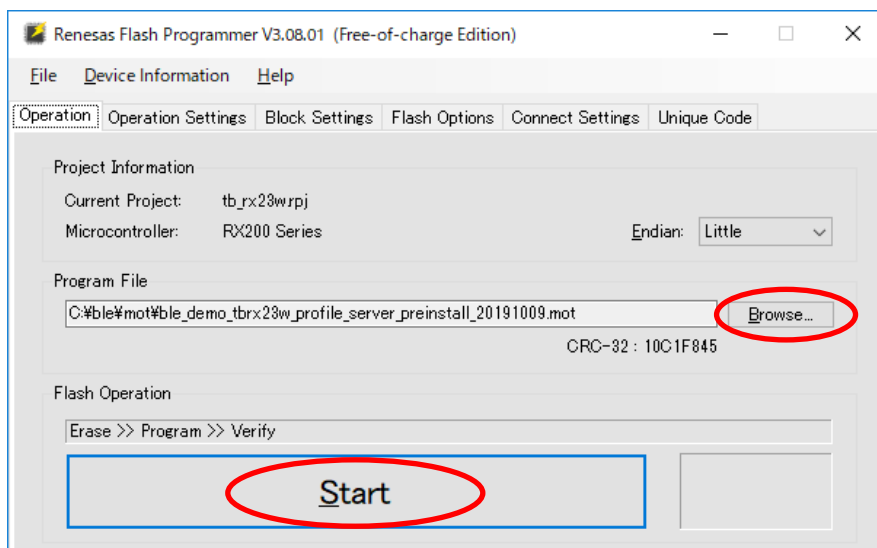 Renesas Flash Programmer V3.08.01 (Free-of-charge Edition)
File Device Information Help
Operation Operation Settings Block Settings Flash Options Connect Settings Unique Code
Project Information
Current Project: tb_rx23w.rpj
Microcontroller: RX200 Series Endian: Little
Program File
C:¥ble¥mot¥ble_demo_tbrx23w_profile_server_preinstall_20191009.mot Browse...
CRC-32 : 10C1F845
Flash Operation
Erase >> Program >> Verify
Start